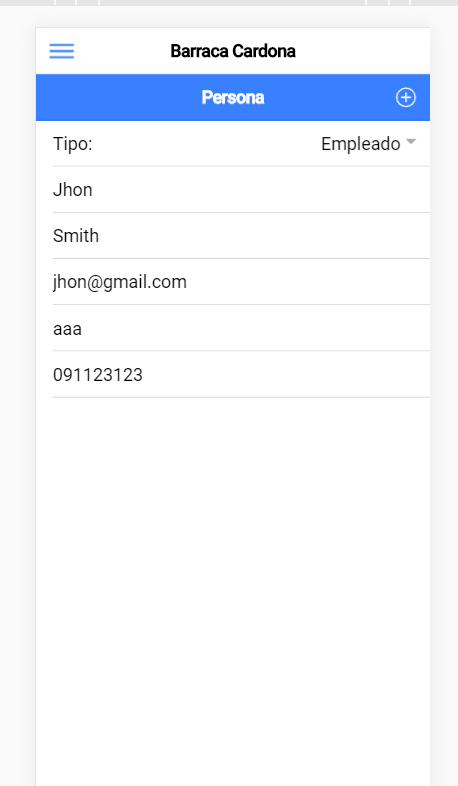 Barraca Cardona
Persona
Tipo: Empleado
Jhon
Smith
jhon@gmail.com
aaa
091123123